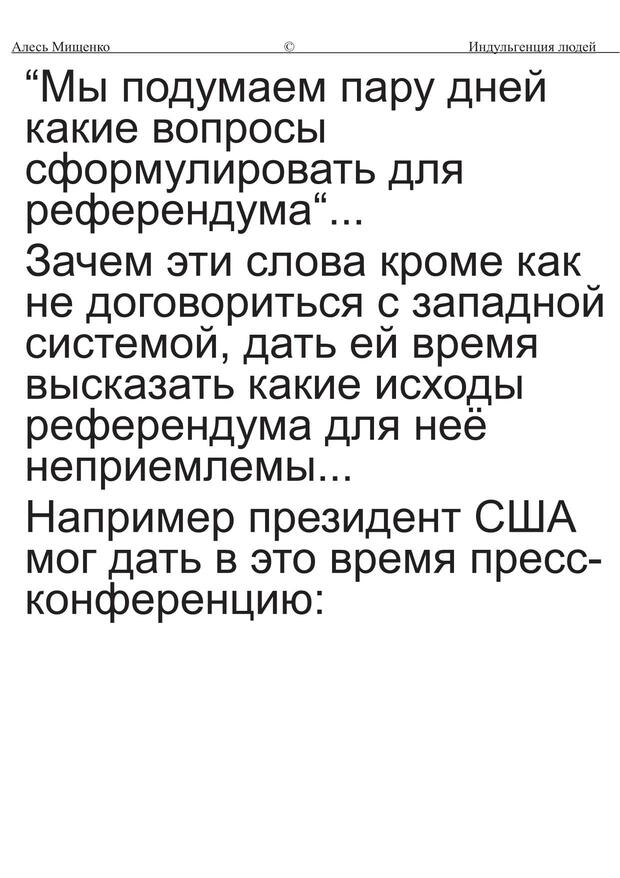 Алесь Мищенко © Индульгенция людей
“Мы подумаем пару дней
какие вопросы
сформулировать для
референдума“...
Зачем эти слова кроме как
не договориться с западной
системой, дать ей время
высказать какие исходы
референдума для неё
неприемлемы...
Например президент США
мог дать в это время пресс-
конференцию: